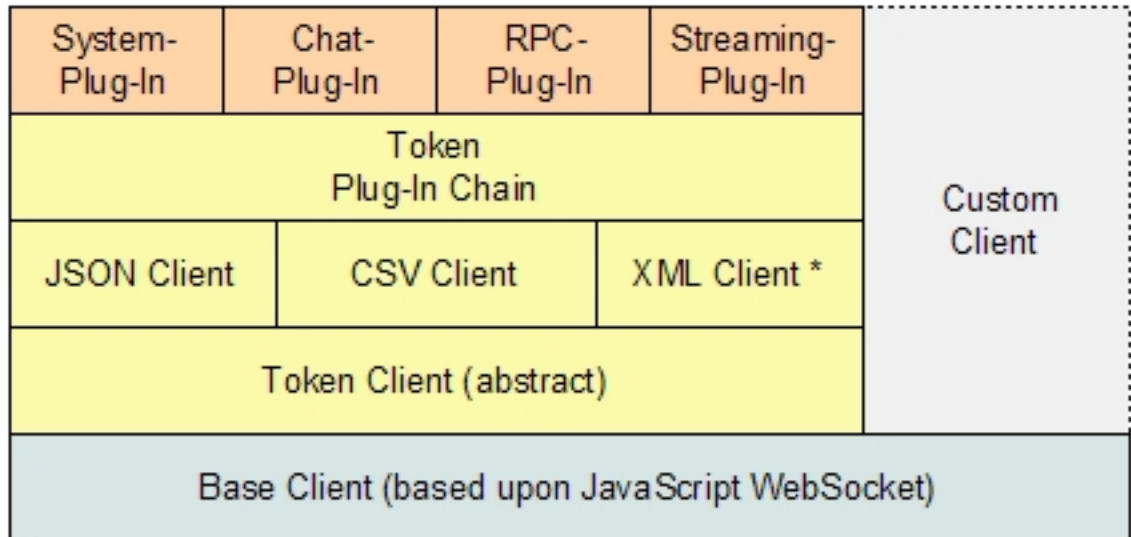 System-
Plug-In
Chat-
Plug-In
RPC-
Plug-In
Streaming-
Plug-In
Token
Plug-In Chain
Custom
Client
JSON Client
CSV Client
XML Client *
Token Client (abstract)
Base Client (based upon JavaScript WebSocket)